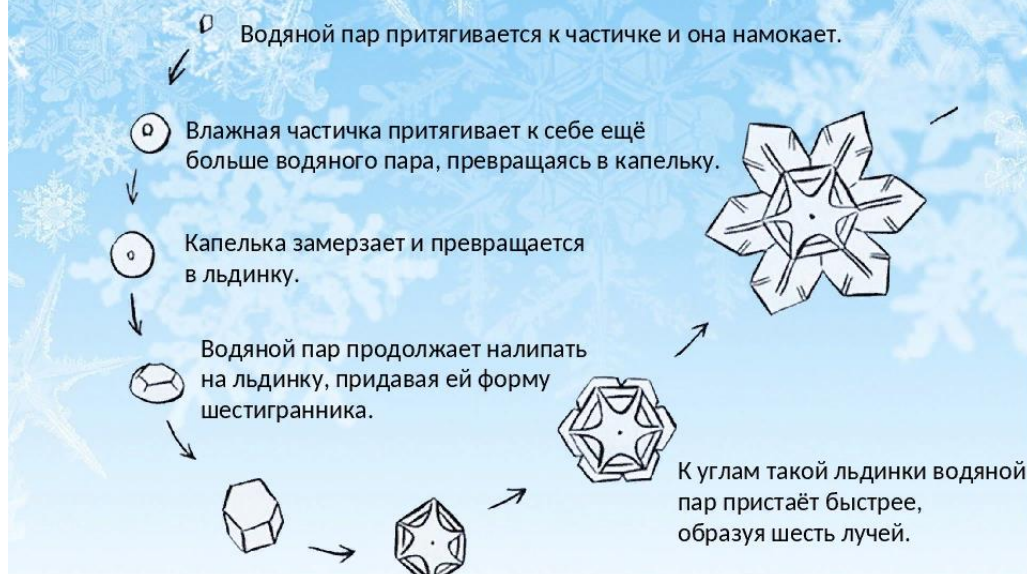 Водяной пар притягивается к частичке и она намокает.
Влажная частичка притягивает к себе ещё
больше водяного пара, превращаясь в капельку.
Капелька замерзает и превращается
в льдинку.
Водяной пар продолжает налипать
на льдинку, придавая ей форму
шестигранника.
К углам такой льдинки водяной
пар пристаёт быстрее,
образуя шесть лучей.